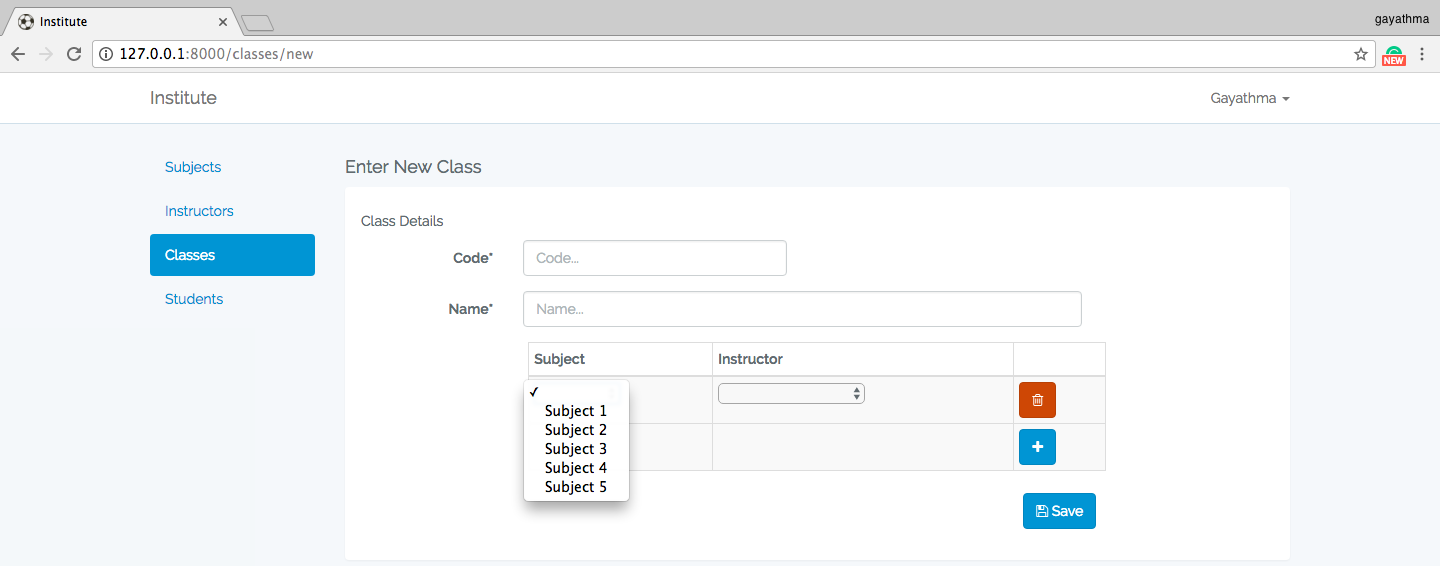 Institute
gayathma
127.0.0.1:8000/classes/new
NEW
Institute
Gayathma
Subjects
Instructors
Classes
Students
Enter New Class
Class Details
Code*
Code...
Name*
Name...
Subject Instructor
✓
Subject 1
Subject 2
Subject 3
Subject 4
Subject 5
Save